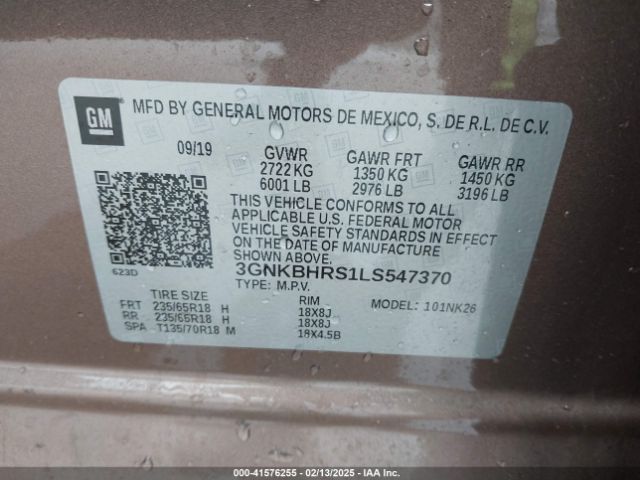 GM
MFD BY GENERAL MOTORS DE MEXICO, S. DE R.L. DE C.V.
09/19 GVWR GAWR FRT GAWR RR
2722 KG 1350 KG 1450 KG
6001 LB 2976 LB 3196 LB
THIS VEHICLE CONFORMS TO ALL
APPLICABLE U.S. FEDERAL MOTOR
VEHICLE SAFETY STANDARDS IN EFFECT
ON THE DATE OF MANUFACTURE
SHOWN ABOVE.
623D 3GNKBHRS1LS547370
TYPE: M.P.V.
TIRE SIZE RIM MODEL: 101NK26
FRT 235/65R18 H 18X8J
RR 235/65R18 H 18X8J
SPA T135/70R18 M 18X4.5B
00-41576255 - 02/13/2025 - IAA Inc.